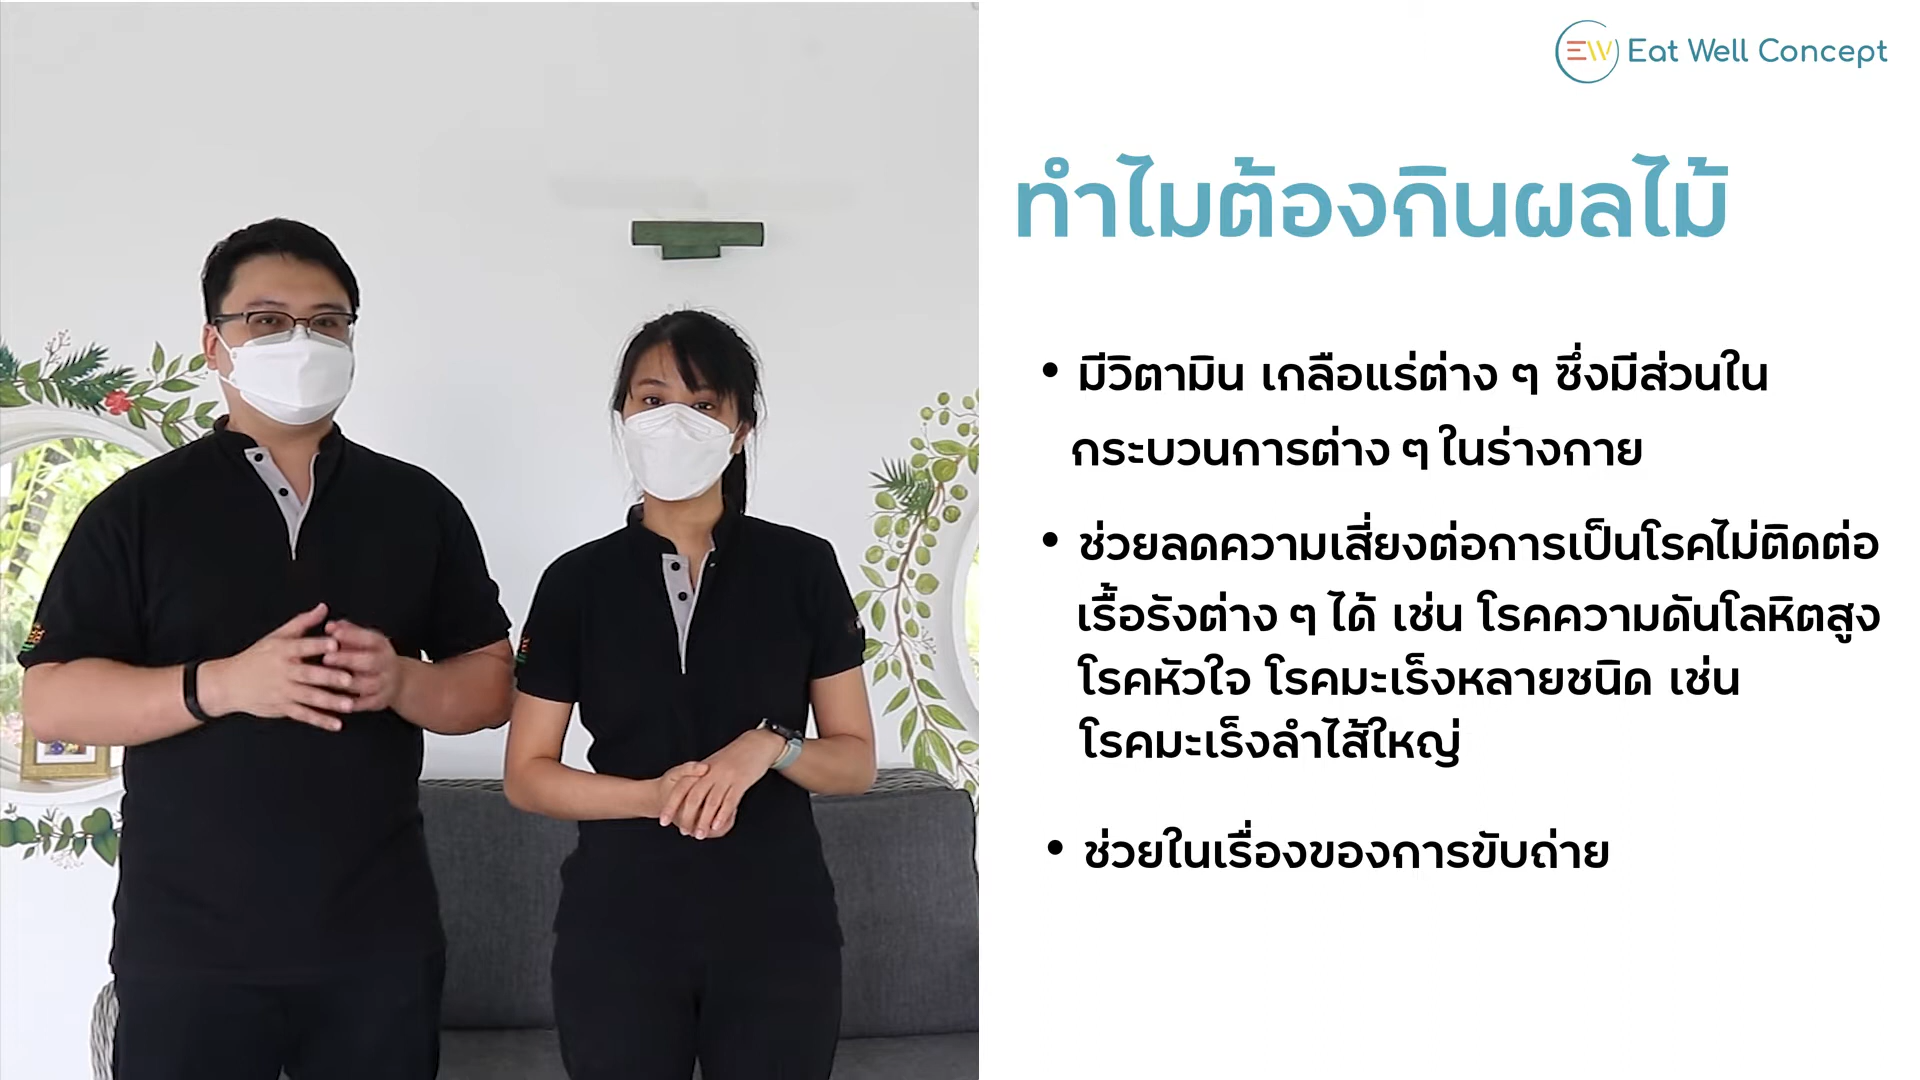 EW Eat Well Concept
ทำไมต้องกินผลไม้
• มีวิตามิน เกลือแร่ต่าง ๆ ซึ่งมีส่วนใน
กระบวนการต่าง ๆ ในร่างกาย
• ช่วยลดความเสี่ยงต่อการเป็นโรคไม่ติดต่อ
เรื้อรังต่าง ๆ ได้ เช่น โรคความดันโลหิตสูง
โรคหัวใจ โรคมะเร็งหลายชนิด เช่น
โรคมะเร็งลำไส้ใหญ่
• ช่วยในเรื่องของการขับถ่าย